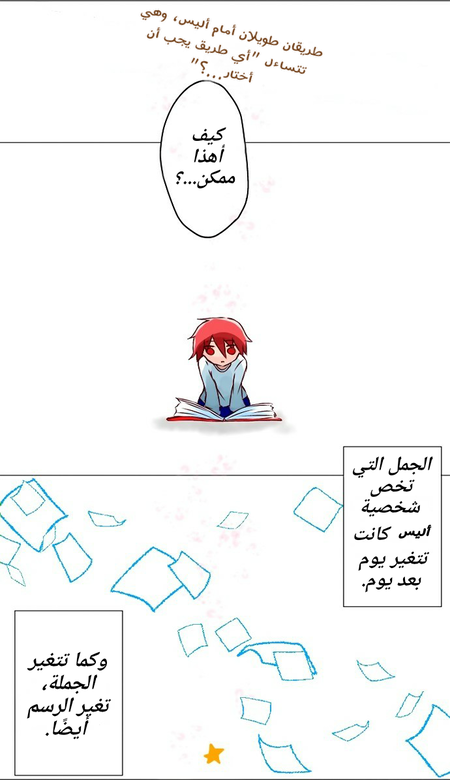 طريقان طويلان أمام أليس، وهي
تتساءل "أي طريق يجب أن
أختار...؟"
كيف
أهذا
ممكن...؟
الجمل التي
تخص
شخصية
أليس كانت
تتغير يوم
بعد يوم.
وكما تتغير
الجملة،
تغير الرسم
أيضًا.